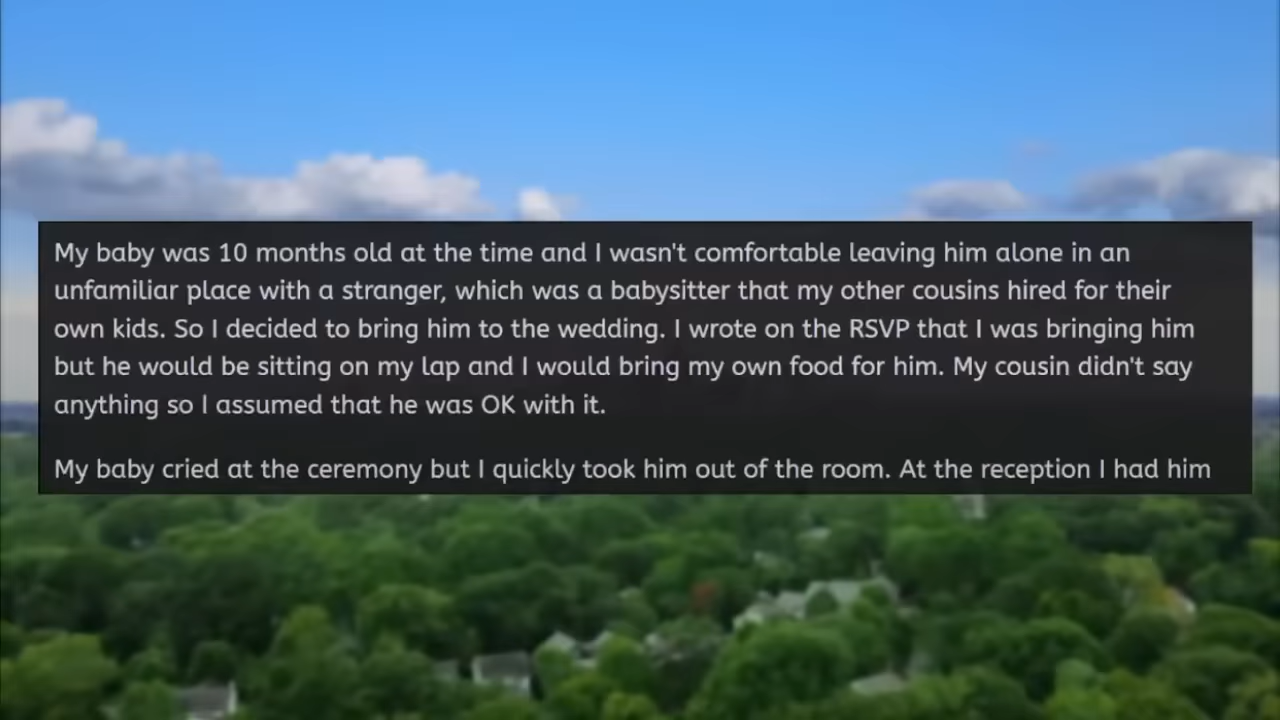 My baby was 10 months old at the time and I wasn't comfortable leaving him alone in an
unfamiliar place with a stranger, which was a babysitter that my other cousins hired for their
own kids. So I decided to bring him to the wedding. I wrote on the RSVP that I was bringing him
but he would be sitting on my lap and I would bring my own food for him. My cousin didn't say
anything so I assumed that he was OK with it.
My baby cried at the ceremony but I quickly took him out of the room. At the reception I had him